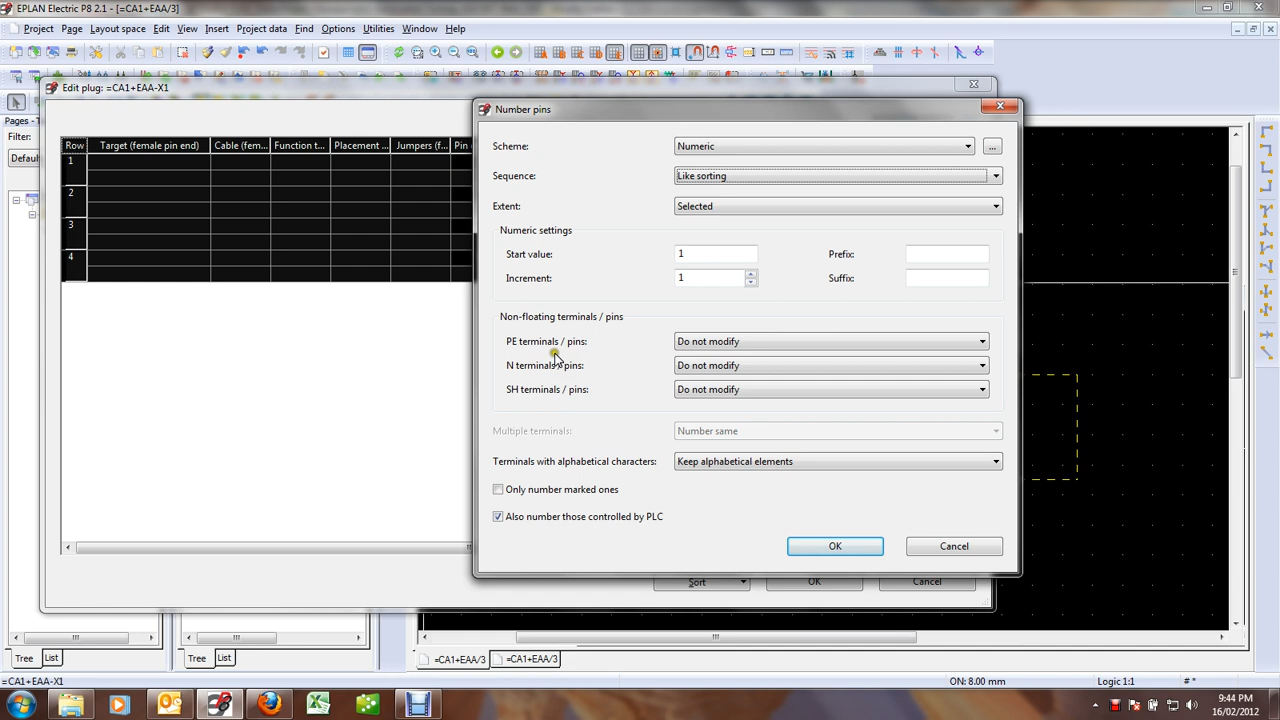 EPLAN Electric P8 2.1 - [=CA1+EAA/3]
Project Page Layout space Edit View Insert Project data Find Options Utilities Window Help
Edit plug: =CA1+EAA-X1
Pages - T
Filter:
Defaul
Row Target (female pin end) Cable (fem... Function t... Placement ... Jumpers (f... Pin
1
2
3
4
Number pins
Scheme: Numeric ...
Sequence: Like sorting
Extent: Selected
Numeric settings
Start value: 1 Prefix:
Increment: 1 Suffix:
Non-floating terminals / pins
PE terminals / pins: Do not modify
N terminals / pins: Do not modify
SH terminals / pins: Do not modify
Multiple terminals: Number same
Terminals with alphabetical characters: Keep alphabetical elements
Only number marked ones
Also number those controlled by PLC
OK Cancel
Sort OK Cancel
Tree List Tree List =CA1+EAA/3 =CA1+EAA/3
=CA1+EAA-X1 ON: 8.00 mm Logic 1:1 # *
9:44 PM
16/02/2012